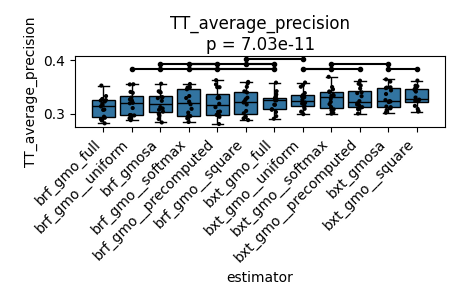 TT_average_precision
p = 7.03e-11
TT_average_precision
0.4
0.3
brf_gmo_full
brf_gmo__uniform
brf_gmosa
brf_gmo__softmax
brf_gmo__precomputed
brf_gmo__square
bxt_gmo_full
bxt_gmo__uniform
bxt_gmo__softmax
bxt_gmo__precomputed
bxt_gmosa
bxt_gmo__square
estimator